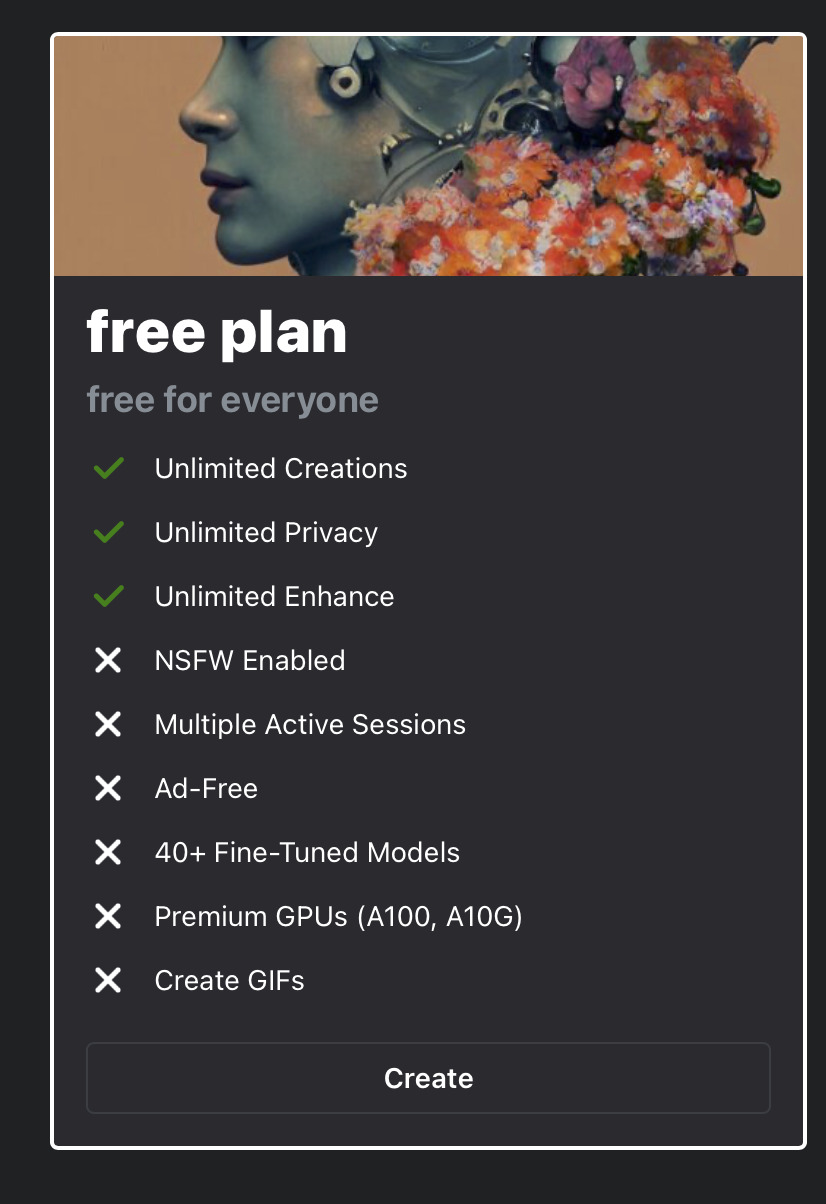 free plan
free for everyone
Unlimited Creations
Unlimited Privacy
Unlimited Enhance
NSFW Enabled
Multiple Active Sessions
Ad-Free
40+ Fine-Tuned Models
Premium GPUs (A100, A10G)
Create GIFs
Create